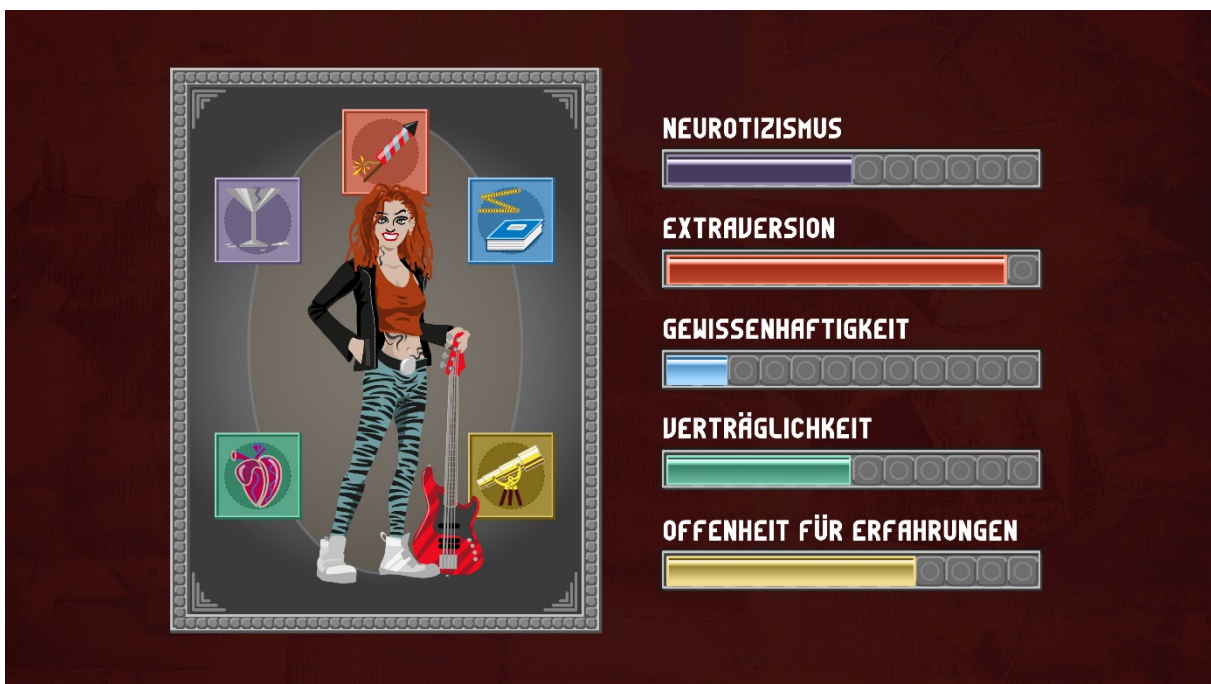 NEUROTIZISMUS
EXTRAVERSION
GEWISSENHAFTIGKEIT
VERTRÄGLICHKEIT
OFFENHEIT FÜR ERFAHRUNGEN